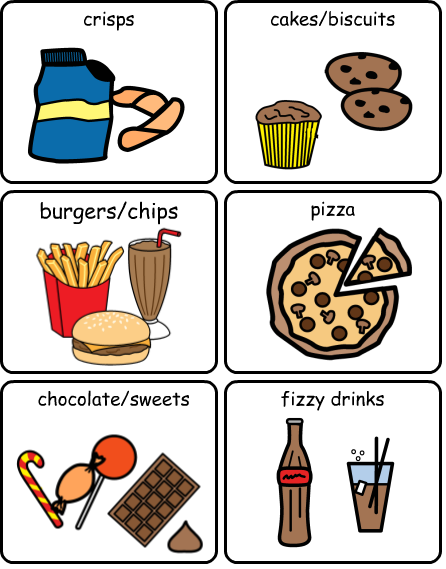 crisps
cakes/biscuits
burgers/chips
pizza
chocolate/sweets
fizzy drinks